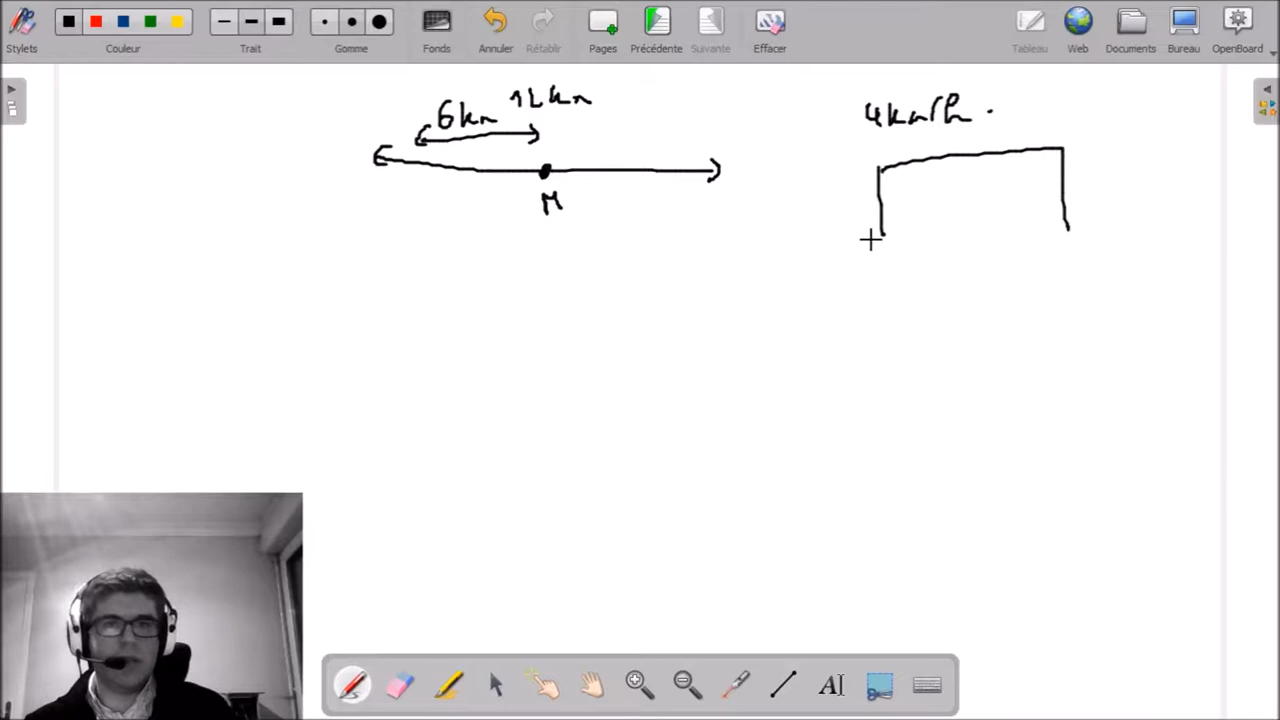 Stylets
Couleur
Trait
Gomme
Fonds
Annuler
Rétablir
Pages
Précédente
Suivante
Effacer
Tableau
Web
Documents
Bureau
OpenBoard
6km 12km
4km/h
M
AI